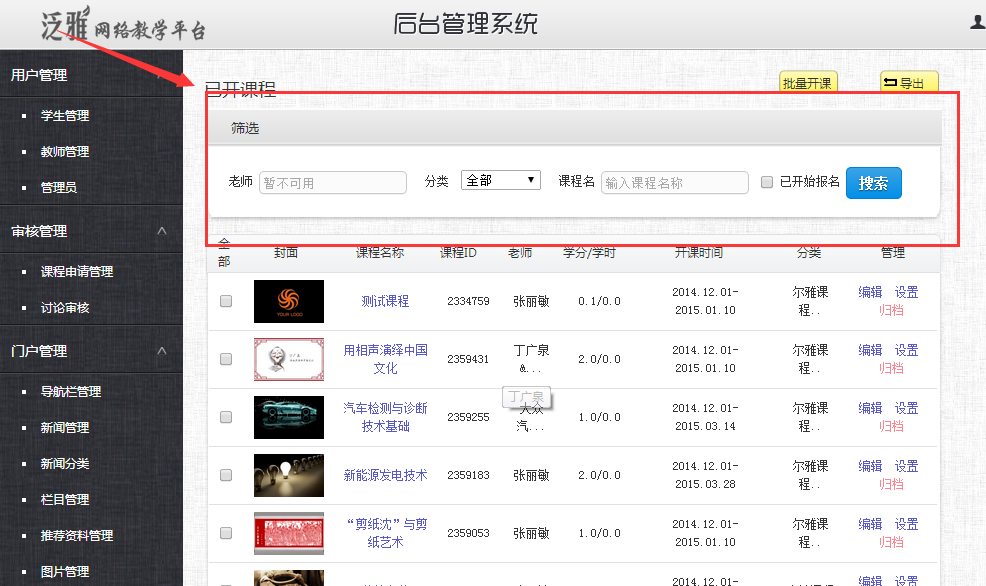 泛雅网络教学平台
后台管理系统
用户管理
学生管理
教师管理
管理员
审核管理
课程申请管理
讨论审核
门户管理
导航栏管理
新闻管理
新闻分类
栏目管理
推荐资料管理
图片管理
已开课程
批量开课
导出
筛选
老师 暂不可用 分类 全部 课程名 输入课程名称 已开始报名 搜索
全部 封面 课程名称 课程ID 老师 学分/学时 开课时间 分类 管理
YOUR LOGO
测试课程 2334759 张丽敏 0.1/0.0 2014.12.01-
2015.01.10 尔雅课
程.. 编辑 设置
归档
用相声演绎中国
文化 2359431 丁广泉
&... 2.0/0.0 2014.12.01-
2015.01.10 尔雅课
程.. 编辑 设置
归档
丁广泉
汽车检测与诊断
技术基础 2359255 大众
汽... 1.0/0.0 2014.12.01-
2015.03.14 尔雅课
程.. 编辑 设置
归档
新能源发电技术 2359183 张丽敏 2.0/0.0 2014.12.01-
2015.03.28 尔雅课
程.. 编辑 设置
归档
“剪纸沈”与剪
纸艺术 2359053 张丽敏 1.0/0.0 2014.12.01-
2015.01.10 尔雅课
程.. 编辑 设置
归档
2014.12.01-
编辑 设置